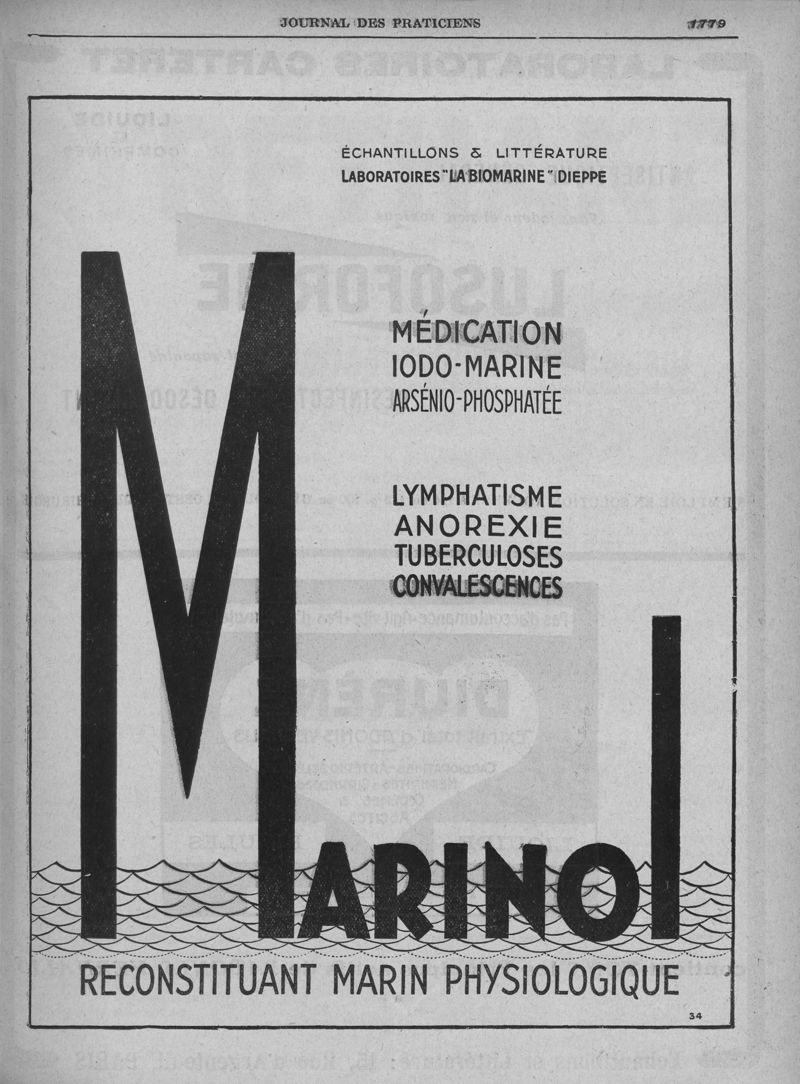 JOURNAL DES PRATICIENS 1779
ÉCHANTILLONS & LITTÉRATURE
LABORATOIRES "LA BIOMARINE" DIEPPE
MÉDICATION
IODO-MARINE
ARSÉNIO-PHOSPHATÉE
LYMPHATISME
ANOREXIE
TUBERCULOSES
CONVALESCENCES
MARINOL
RECONSTITUANT MARIN PHYSIOLOGIQUE
34